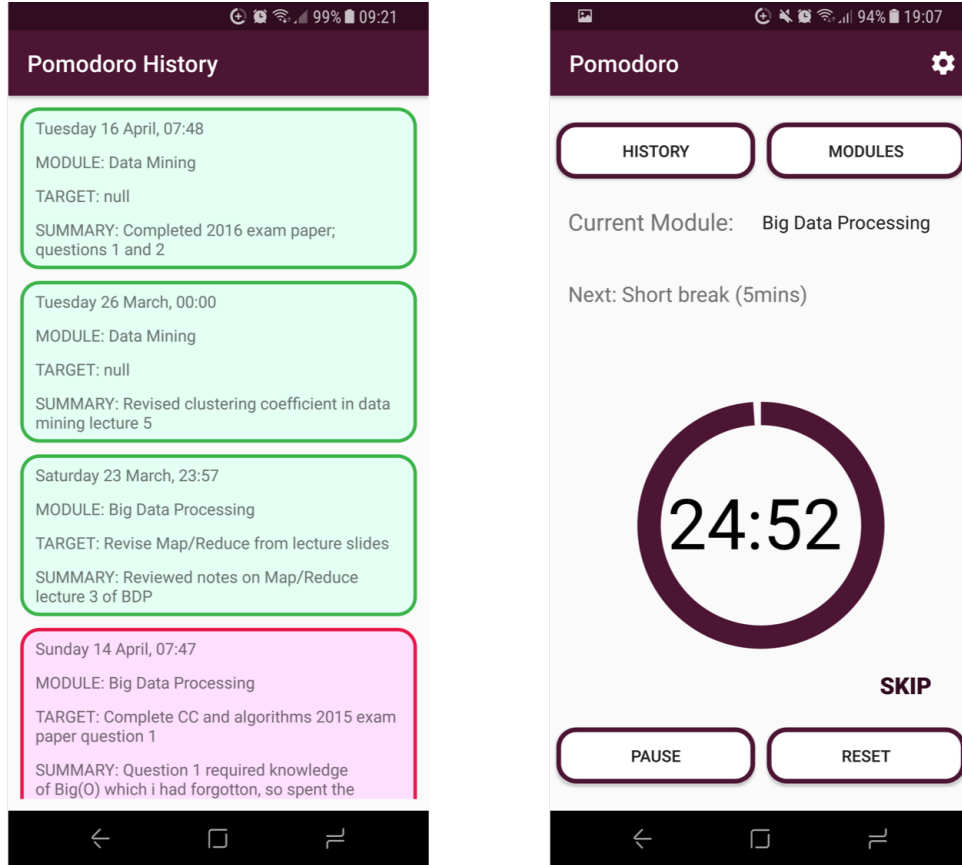 99% 09:21
Pomodoro History
Tuesday 16 April, 07:48
MODULE: Data Mining
TARGET: null
SUMMARY: Completed 2016 exam paper;
questions 1 and 2
Tuesday 26 March, 00:00
MODULE: Data Mining
TARGET: null
SUMMARY: Revised clustering coefficient in data
mining lecture 5
Saturday 23 March, 23:57
MODULE: Big Data Processing
TARGET: Revise Map/Reduce from lecture slides
SUMMARY: Reviewed notes on Map/Reduce
lecture 3 of BDP
Sunday 14 April, 07:47
MODULE: Big Data Processing
TARGET: Complete CC and algorithms 2015 exam
paper question 1
SUMMARY: Question 1 required knowledge
of Big(O) which i had forgotton, so spent the
94% 19:07
Pomodoro
HISTORY
MODULES
Current Module: Big Data Processing
Next: Short break (5mins)
24:52
SKIP
PAUSE
RESET